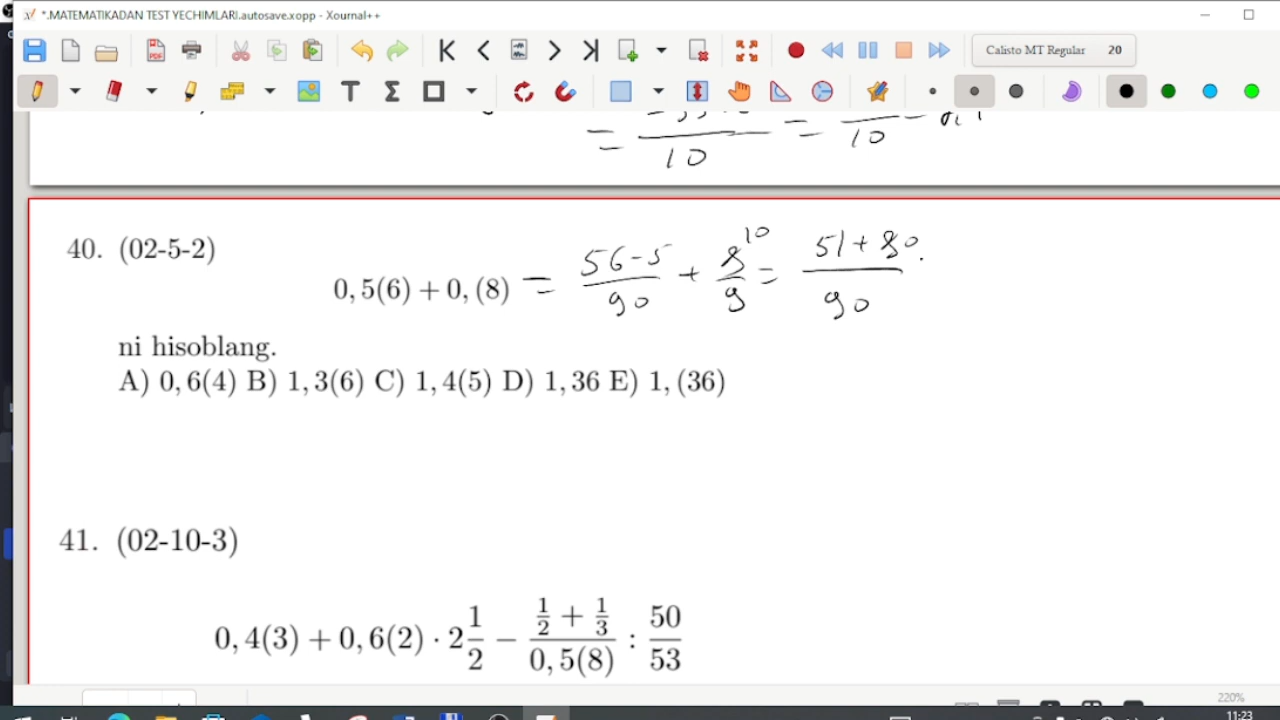 *.MATEMATIKADAN TEST YECHIMLARI.autosave.xopp - Xournal++
Calisto MT Regular 20
10
10
40. (02-5-2)
0, 5(6) + 0, (8) = 56-5/90 + 8/9 10 = 51+80/90
ni hisoblang.
A) 0, 6(4) B) 1, 3(6) C) 1, 4(5) D) 1, 36 E) 1, (36)
41. (02-10-3)
0, 4(3) + 0, 6(2) · 2 1/2 − (1/2 + 1/3)/0, 5(8) : 50/53
220%
11:23